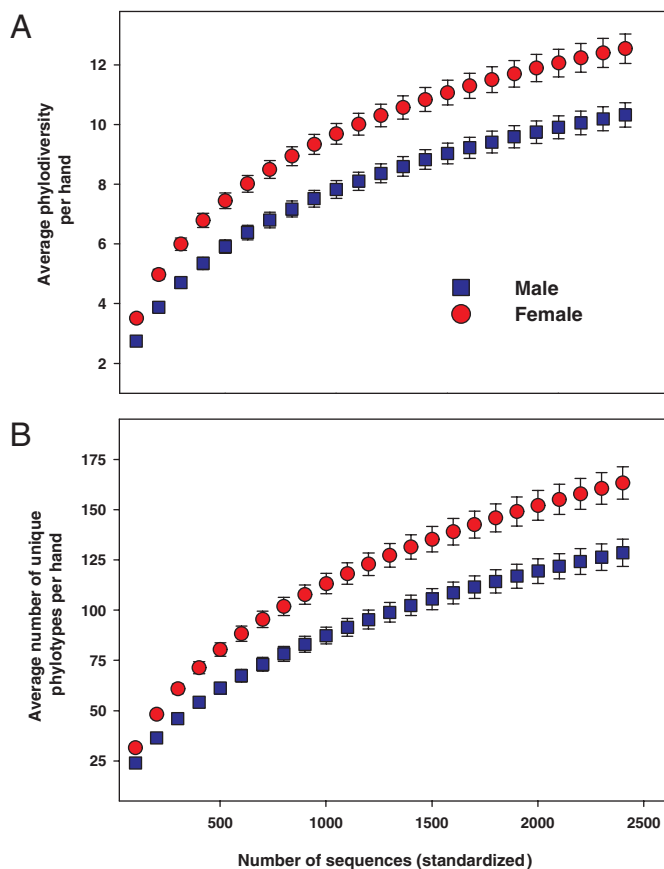 A
Average phylodiversity
per hand
12
10
8
6
4
2
Male
Female
B
Average number of unique
phylotypes per hand
175
150
125
100
75
50
25
500
1000
1500
2000
2500
Number of sequences (standardized)